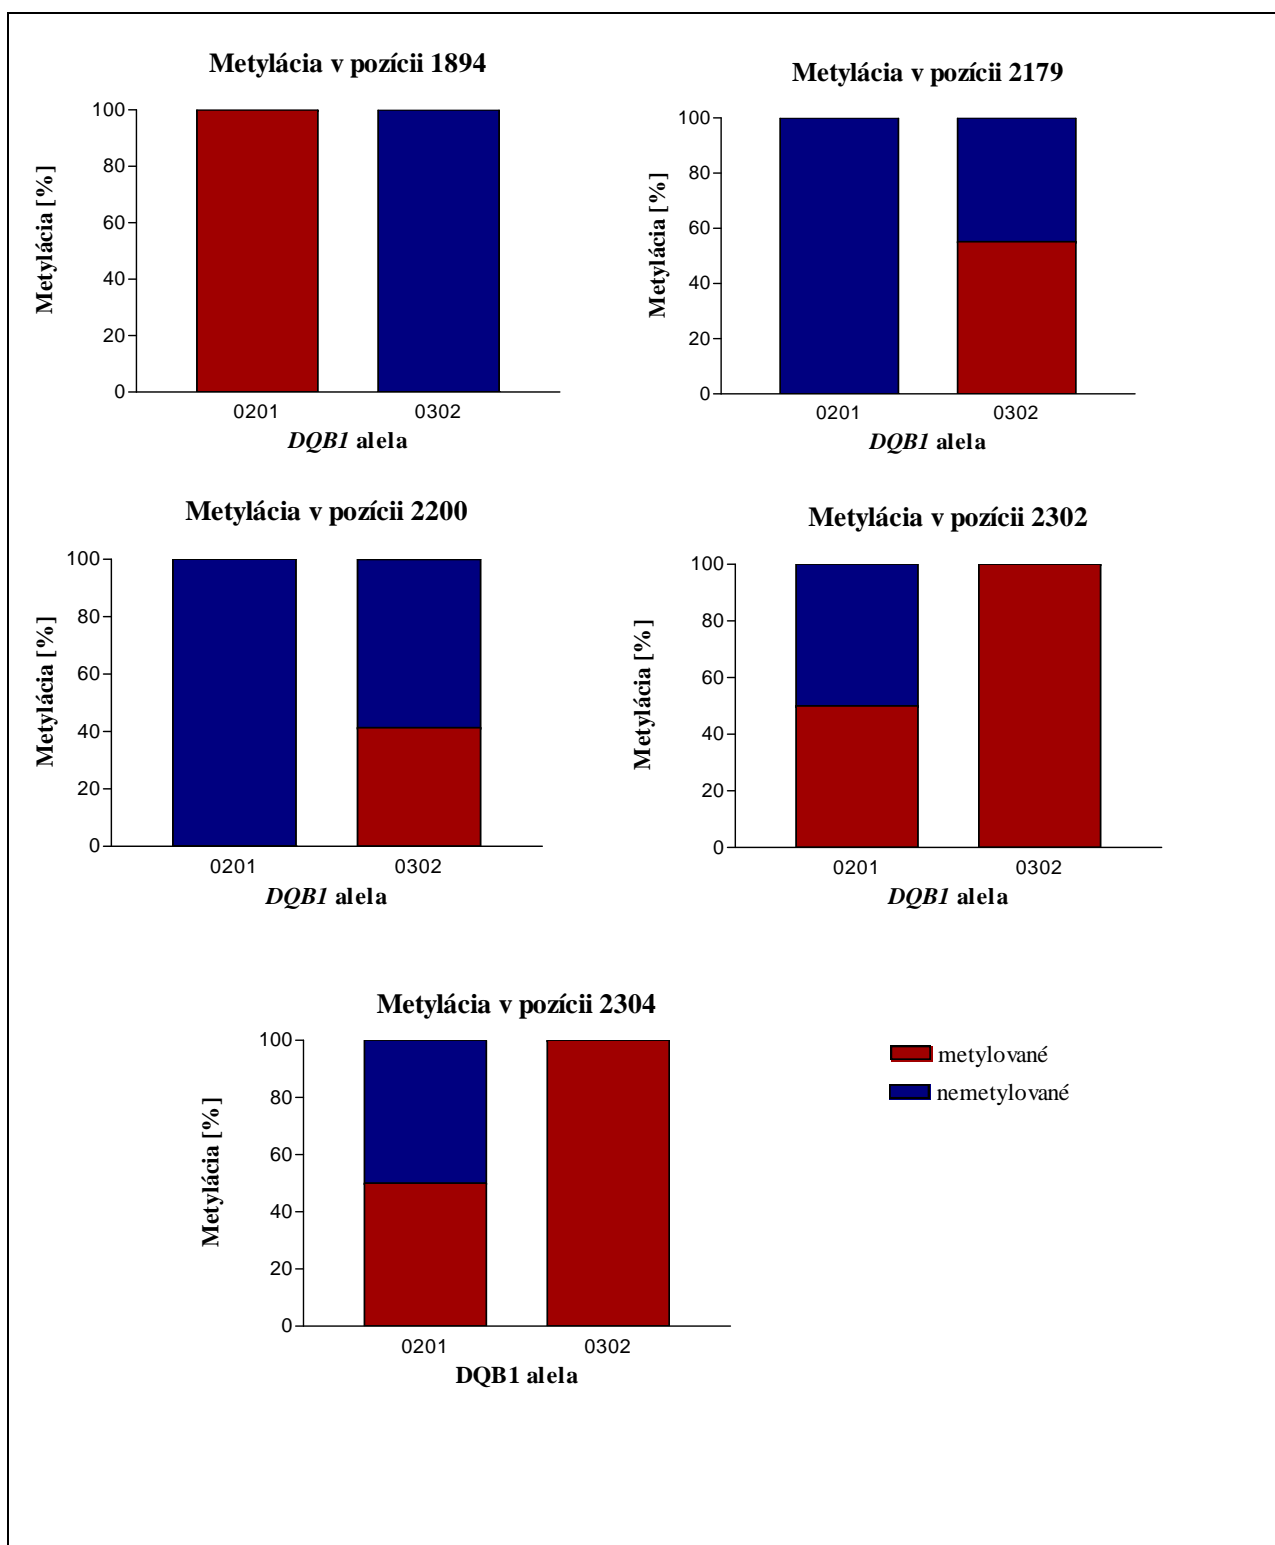 Metylácia v pozícii 1894
Metylácia [%]
100
80
60
40
20
0
0201 0302
DQB1 alela
Metylácia v pozícii 2179
Metylácia [%]
100
80
60
40
20
0
0201 0302
DQB1 alela
Metylácia v pozícii 2200
Metylácia [%]
100
80
60
40
20
0
0201 0302
DQB1 alela
Metylácia v pozícii 2302
Metylácia [%]
100
80
60
40
20
0
0201 0302
DQB1 alela
Metylácia v pozícii 2304
Metylácia [%]
100
80
60
40
20
0
0201 0302
DQB1 alela
metylované
nemetylované